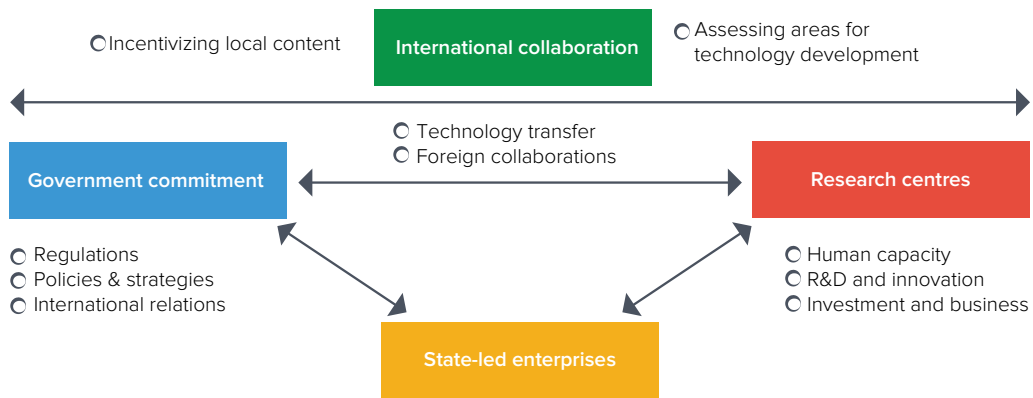 Incentivizing local content
International collaboration
Assessing areas for
technology development
Technology transfer
Foreign collaborations
Government commitment
Research centres
Regulations
Policies & strategies
International relations
Human capacity
R&D and innovation
Investment and business
State-led enterprises